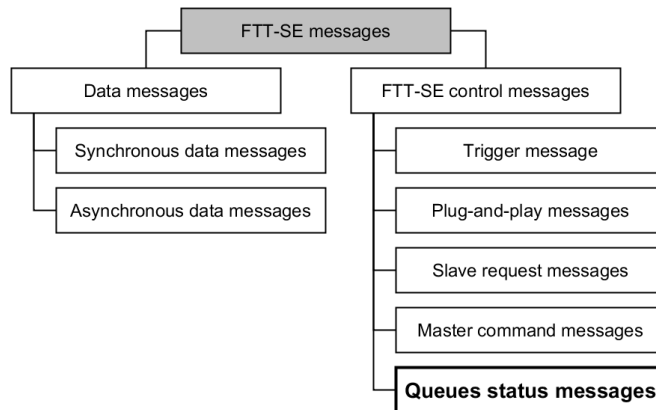 FTT-SE messages
Data messages
Synchronous data messages
Asynchronous data messages
FTT-SE control messages
Trigger message
Plug-and-play messages
Slave request messages
Master command messages
Queues status messages